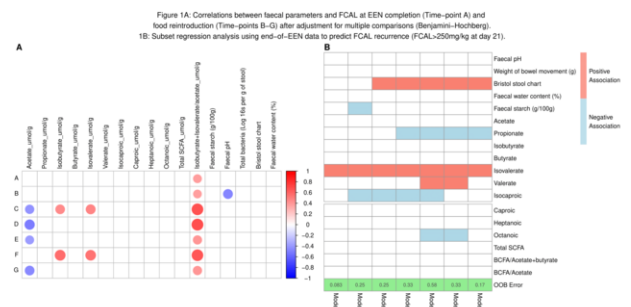 Figure 1A: Correlations between faecal parameters and FCAL at EEN completion (Time-point A) and
food reintroduction (Time-points B-G) after adjustment for multiple comparisons (Benjamini-Hochberg).
1B: Subset regression analysis using end-of-EEN data to predict FCAL recurrence (FCAL>250mg/kg at day 21).
A
Acetate_umol/g
Propionate_umol/g
Isobutyrate_umol/g
Butyrate_umol/g
Isovalerate_umol/g
Valerate_umol/g
Isocaproic_umol/g
Caproic_umol/g
Heptanoic_umol/g
Octanoic_umol/g
Total SCFA_umol/g
Isobutyrate+Isovalerate/acetate_umol/g
Faecal starch (g/100g)
Faecal pH
Total bacteria (Log 16s per g of stool)
Bristol stool chart
Faecal water content (%)
A
B
C
D
E
F
G
1
0.8
0.6
0.4
0.2
0
-0.2
-0.4
-0.6
-0.8
-1
B
Faecal pH
Weight of bowel movement (g)
Bristol stool chart
Faecal water content (%)
Faecal starch (g/100g)
Acetate
Propionate
Isobutyrate
Butyrate
Isovalerate
Valerate
Isocaproic
Caproic
Heptanoic
Octanoic
Total SCFA
BCFA/Acetate+butyrate
BCFA/Acetate
OOB Error
Positive
Association
Negative
Association